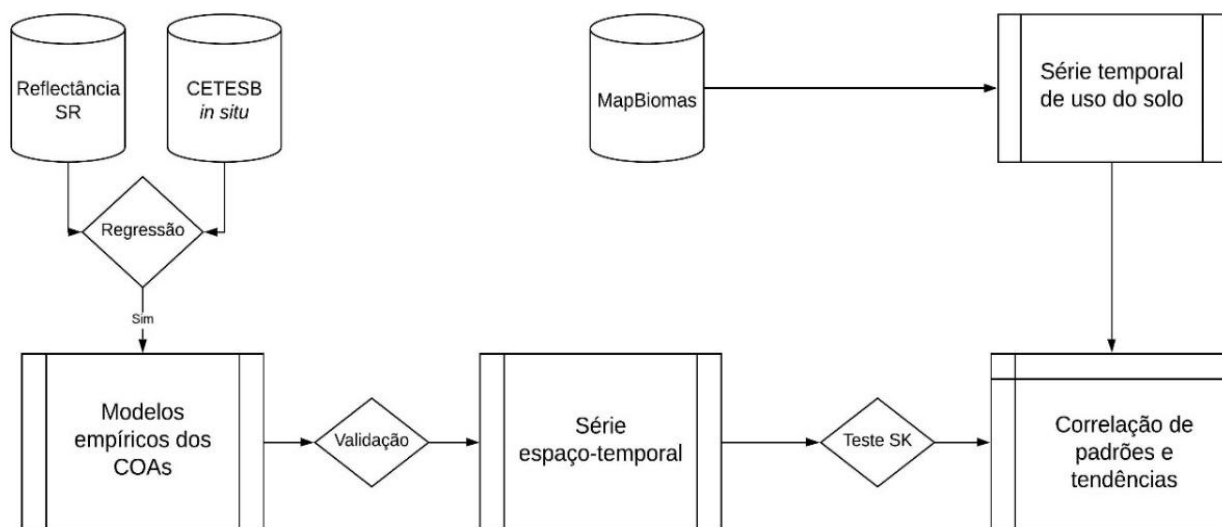 Reflectância
SR
CETESB
in situ
MapBiomas
Série temporal
de uso do solo
Regressão
Sim
Modelos
empíricos dos
COAs
Validação
Série
espaço-temporal
Teste SK
Correlação de
padrões e
tendências